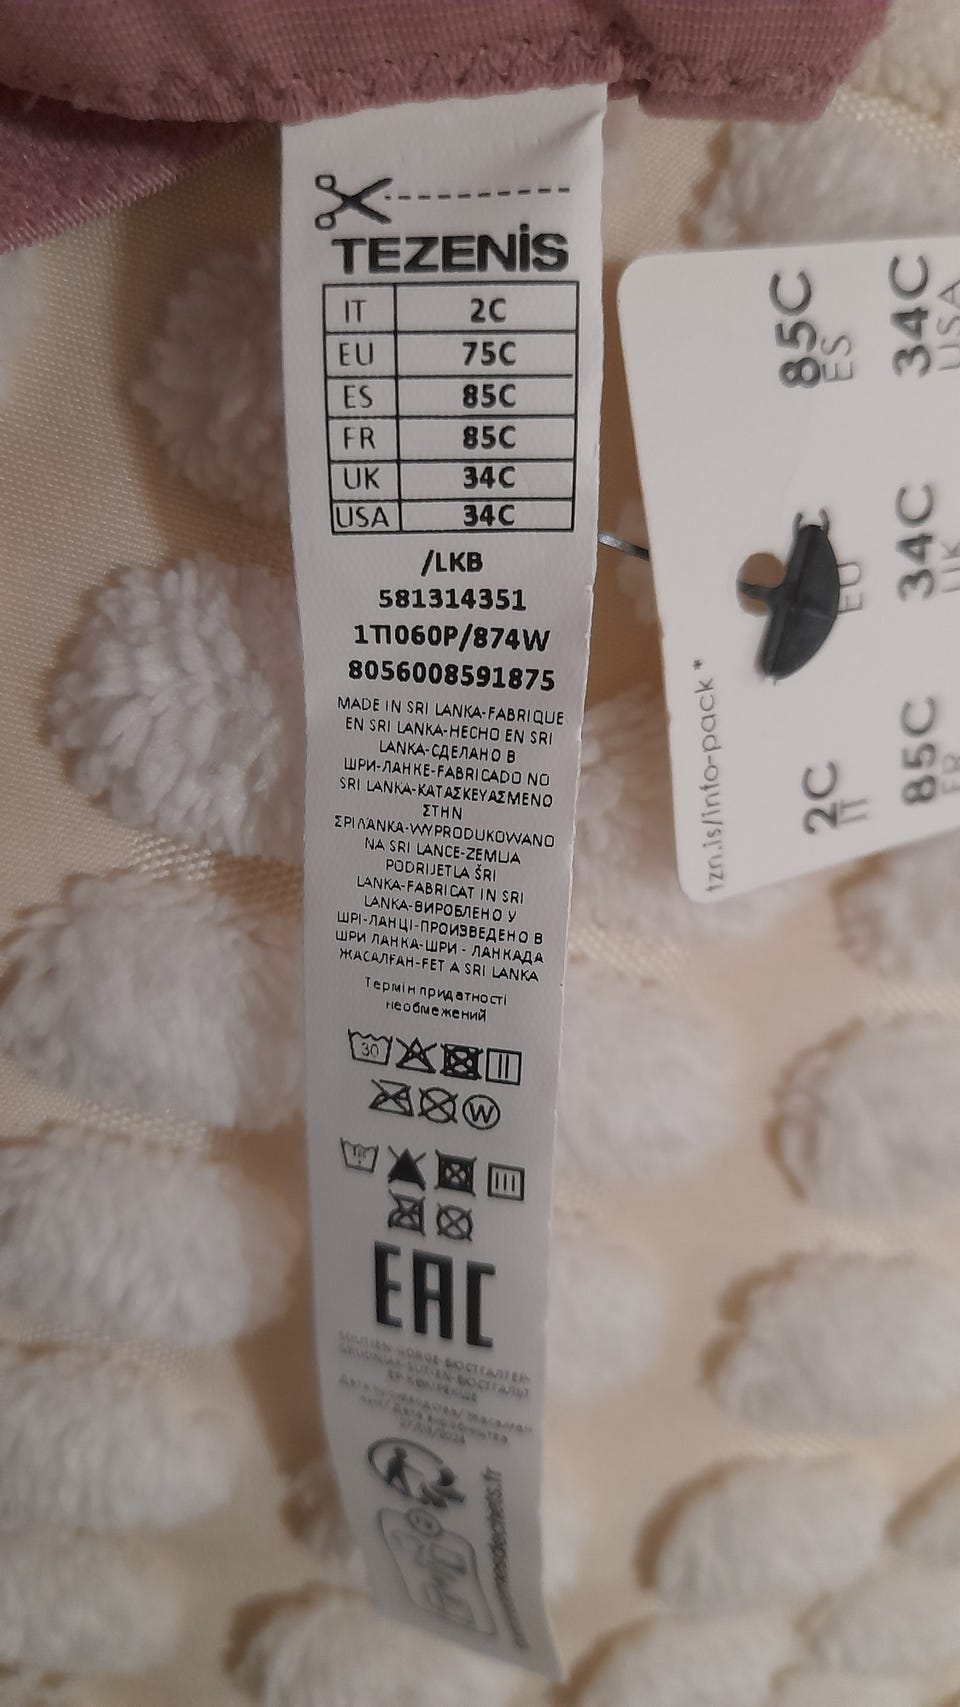 TEZENIS
IT 2C
EU 75C
ES 85C
FR 85C
UK 34C
USA 34C
/LKB
581314351
1TI060P/874W
8056008591875
MADE IN SRI LANKA-FABRIQUE
EN SRI LANKA-HECHO EN SRI
LANKA-СДЕЛАНО В
ШРИ-ЛАНКЕ-FABRICADO NO
SRI LANKA-ΚΑΤΑΣΚΕΥΑΣΜΕΝΟ
ΣΤΗΝ
ΣΡΙ ΛΑΝΚΑ-WYPRODUKOWANO
NA SRI LANCE-ZEMLJA
PODRIJETLA ŠRI
LANKA-FABRICAT IN SRI
LANKA-ВИРОБЛЕНО У
ШРІ-ЛАНЦІ-ПРОИЗВЕДЕНО В
ШРИ ЛАНКА-ШРИ - ЛАНКАДА
ЖАСАЛҒАН-FET A SRI LANKA
Термін придатності
необмежений
30
W
EAC
27/03/2024
85C
ES
34C
USA
EU
34C
UK
2C
IT
85C
FR
tzn.is/info-pack*